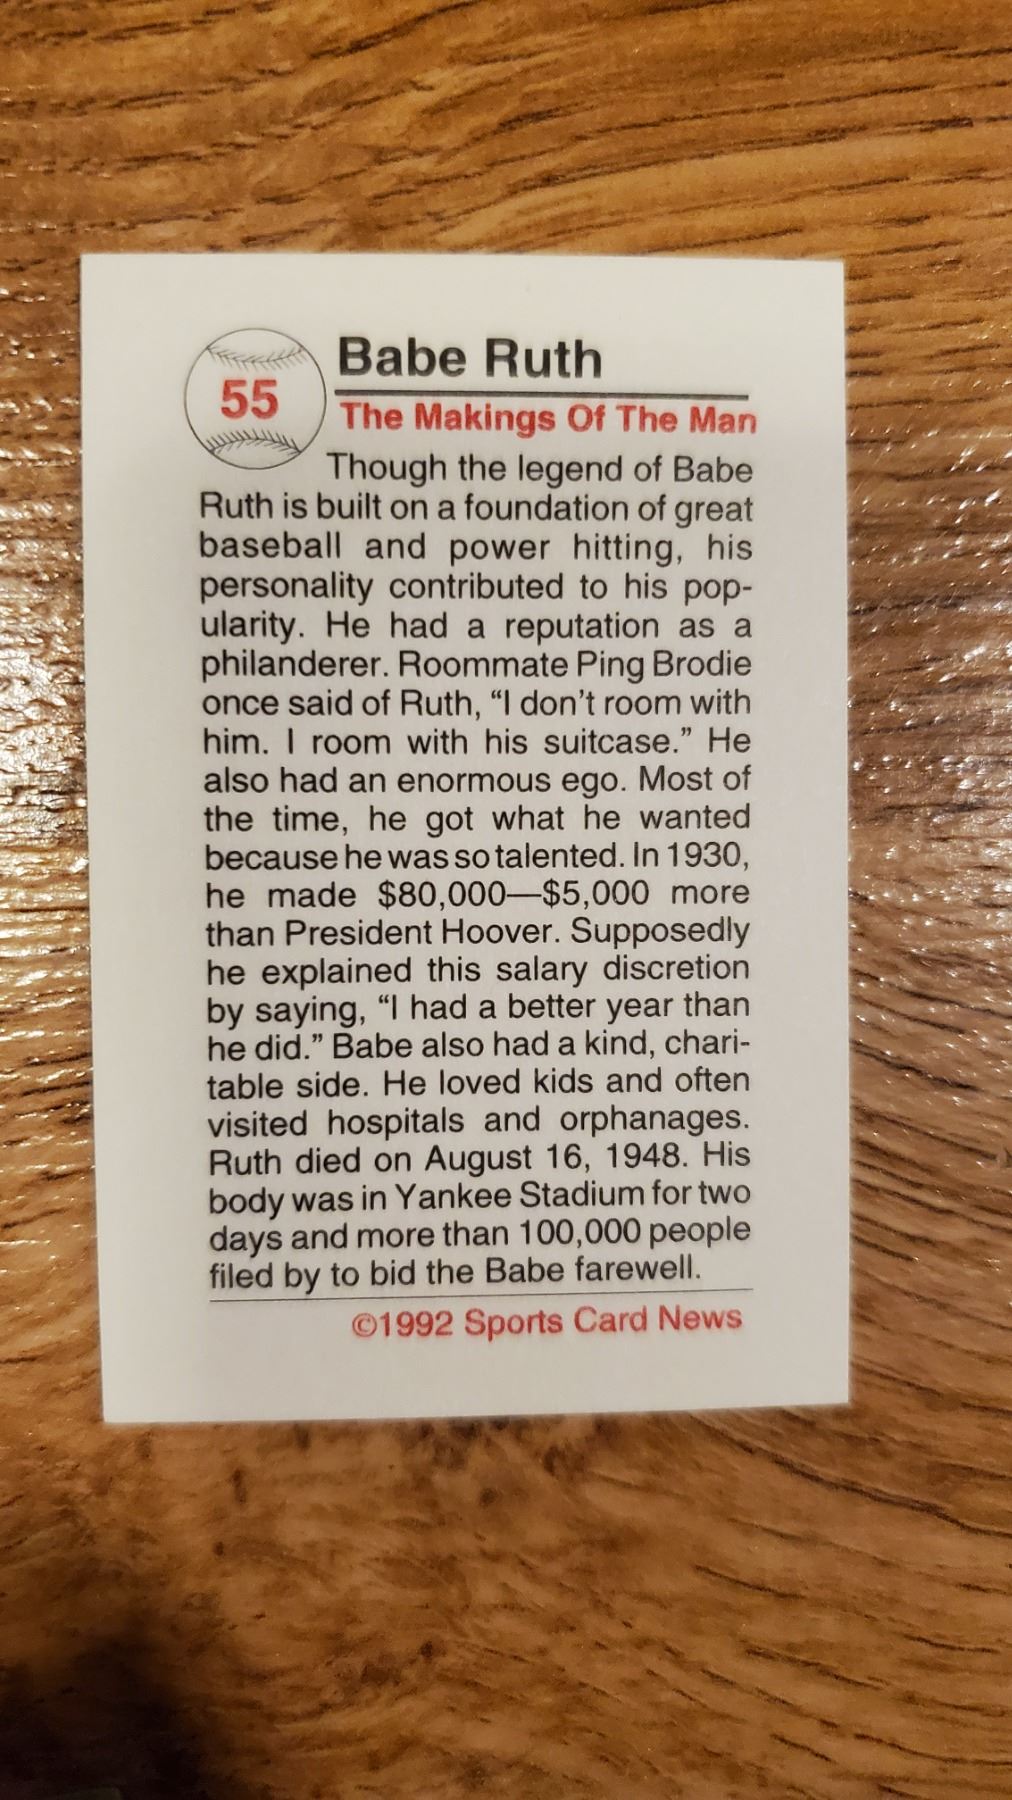 55
Babe Ruth
The Makings Of The Man
Though the legend of Babe
Ruth is built on a foundation of great
baseball and power hitting, his
personality contributed to his pop-
ularity. He had a reputation as a
philanderer. Roommate Ping Brodie
once said of Ruth, “I don’t room with
him. I room with his suitcase.” He
also had an enormous ego. Most of
the time, he got what he wanted
because he was so talented. In 1930,
he made $80,000—$5,000 more
than President Hoover. Supposedly
he explained this salary discretion
by saying, “I had a better year than
he did.” Babe also had a kind, chari-
table side. He loved kids and often
visited hospitals and orphanages.
Ruth died on August 16, 1948. His
body was in Yankee Stadium for two
days and more than 100,000 people
filed by to bid the Babe farewell.
©1992 Sports Card News